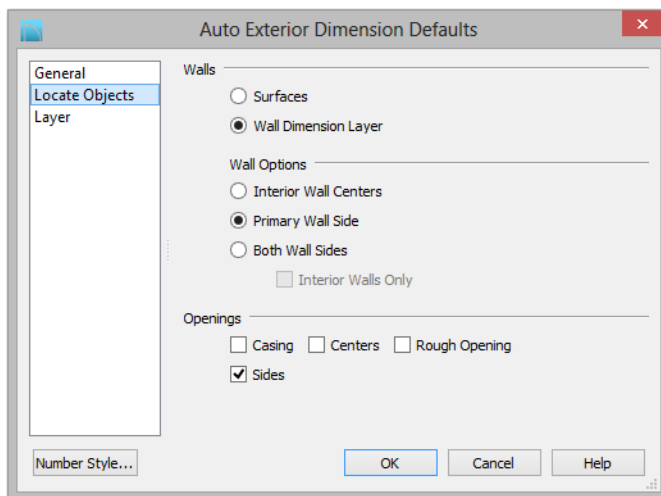 Auto Exterior Dimension Defaults
General
Locate Objects
Layer
Walls
Surfaces
Wall Dimension Layer
Wall Options
Interior Wall Centers
Primary Wall Side
Both Wall Sides
Interior Walls Only
Openings
Casing Centers Rough Opening
Sides
Number Style... OK Cancel Help